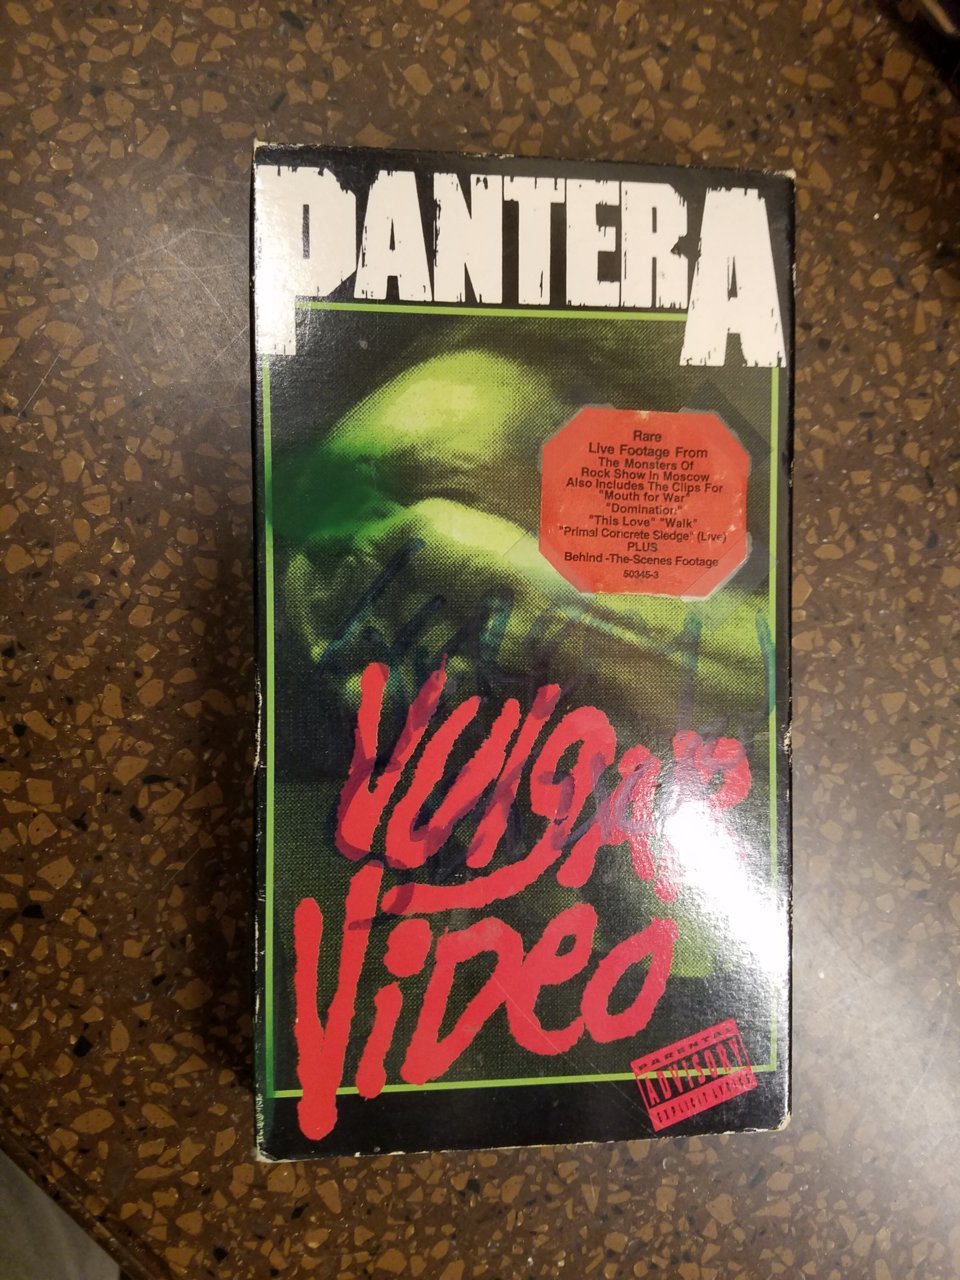 PANTERA
Rare
Live Footage From
The Monsters Of
Rock Show In Moscow
Also Includes The Clips For
"Mouth for War"
"Domination"
"This Love" "Walk"
"Primal Concrete Sledge" (Live)
PLUS
Behind -The-Scenes Footage
50345-3
VULGAR
VIDEO
PARENTAL
ADVISORY
EXPLICIT LYRICS